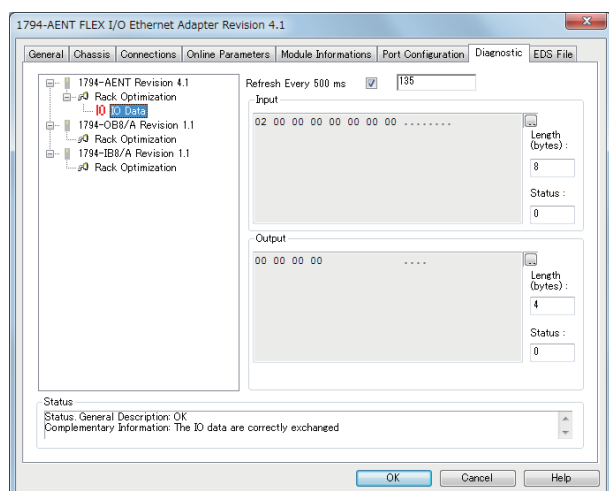 1794-AENT FLEX I/O Ethernet Adapter Revision 4.1
General Chassis Connections Online Parameters Module Informations Port Configuration Diagnostic EDS File
1794-AENT Revision 4.1
Rack Optimization
IO IO Data
1794-OB8/A Revision 1.1
Rack Optimization
1794-IB8/A Revision 1.1
Rack Optimization
Refresh Every 500 ms
135
Input
02 00 00 00 00 00 00 00 ........
...
Length
(bytes) :
8
Status :
0
Output
00 00 00 00 ....
...
Length
(bytes) :
4
Status :
0
Status
Status. General Description: OK
Complementary Information: The IO data are correctly exchanged
OK Cancel Help